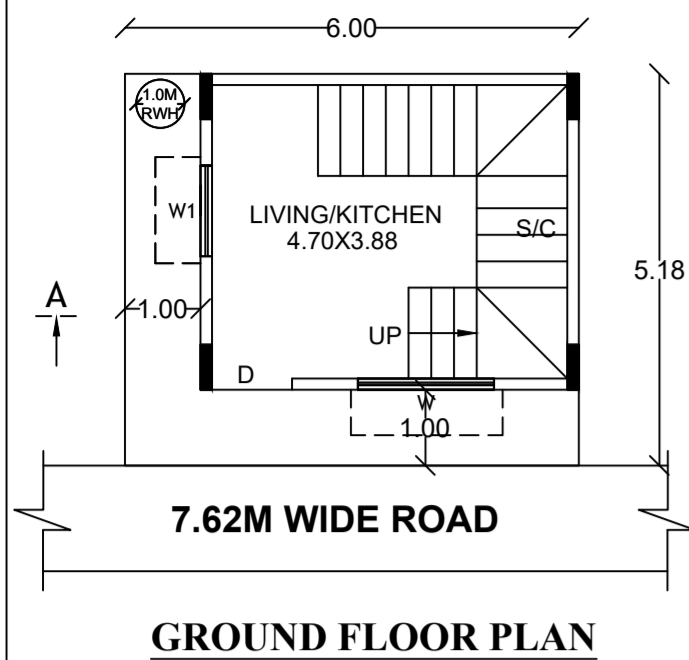 6.00
1.0M
RWH
W1
LIVING/KITCHEN
4.70X3.88
S/C
5.18
A
1.00
UP
D
W
1.00
7.62M WIDE ROAD
GROUND FLOOR PLAN